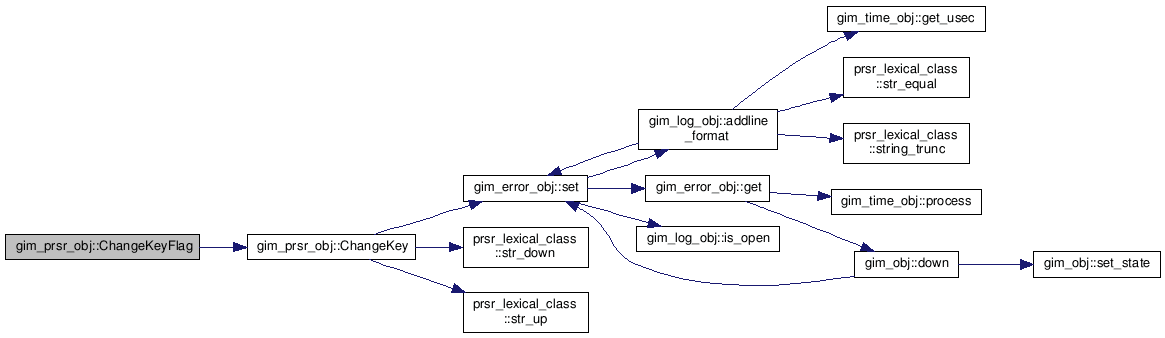 gim_prsr_obj::ChangeKeyFlag
gim_prsr_obj::ChangeKey
gim_error_obj::set
prsr_lexical_class
::str_down
prsr_lexical_class
::str_up
gim_log_obj::addline
_format
gim_error_obj::get
gim_log_obj::is_open
gim_time_obj::get_usec
prsr_lexical_class
::str_equal
prsr_lexical_class
::string_trunc
gim_time_obj::process
gim_obj::down
gim_obj::set_state